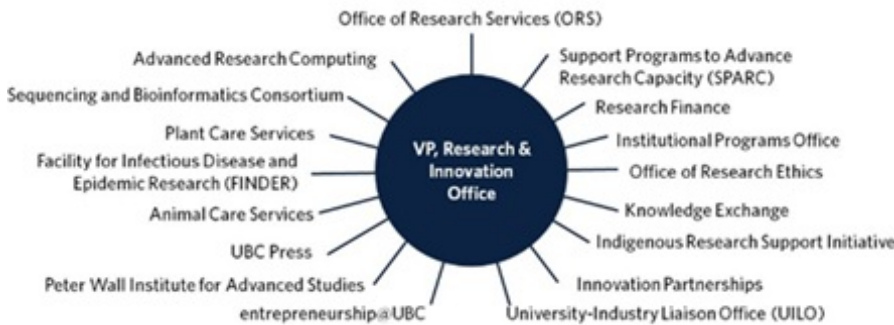 Office of Research Services (ORS)
Support Programs to Advance
Research Capacity (SPARC)
Research Finance
Institutional Programs Office
Office of Research Ethics
Knowledge Exchange
Indigenous Research Support Initiative
Innovation Partnerships
University-Industry Liaison Office (UILO)
entrepreneurship@UBC
Peter Wall Institute for Advanced Studies
UBC Press
Animal Care Services
Facility for Infectious Disease and
Epidemic Research (FINDER)
Plant Care Services
Sequencing and Bioinformatics Consortium
Advanced Research Computing
VP, Research &
Innovation
Office